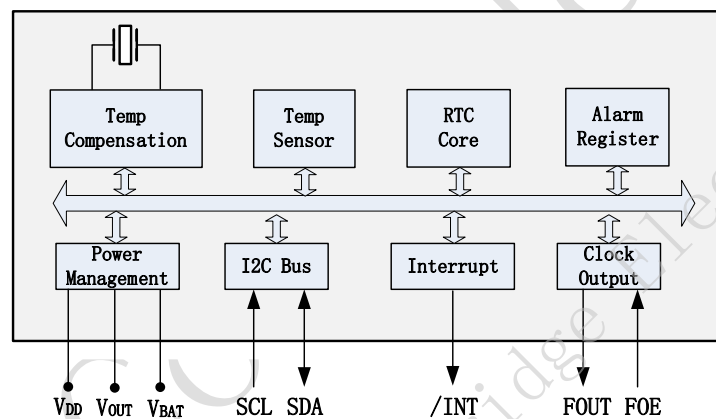 Temp
Compensation
Temp
Sensor
RTC
Core
Alarm
Register
Power
Management
I2C Bus
Interrupt
Clock
Output
VDD VOUT VBAT SCL SDA /INT FOUT FOE